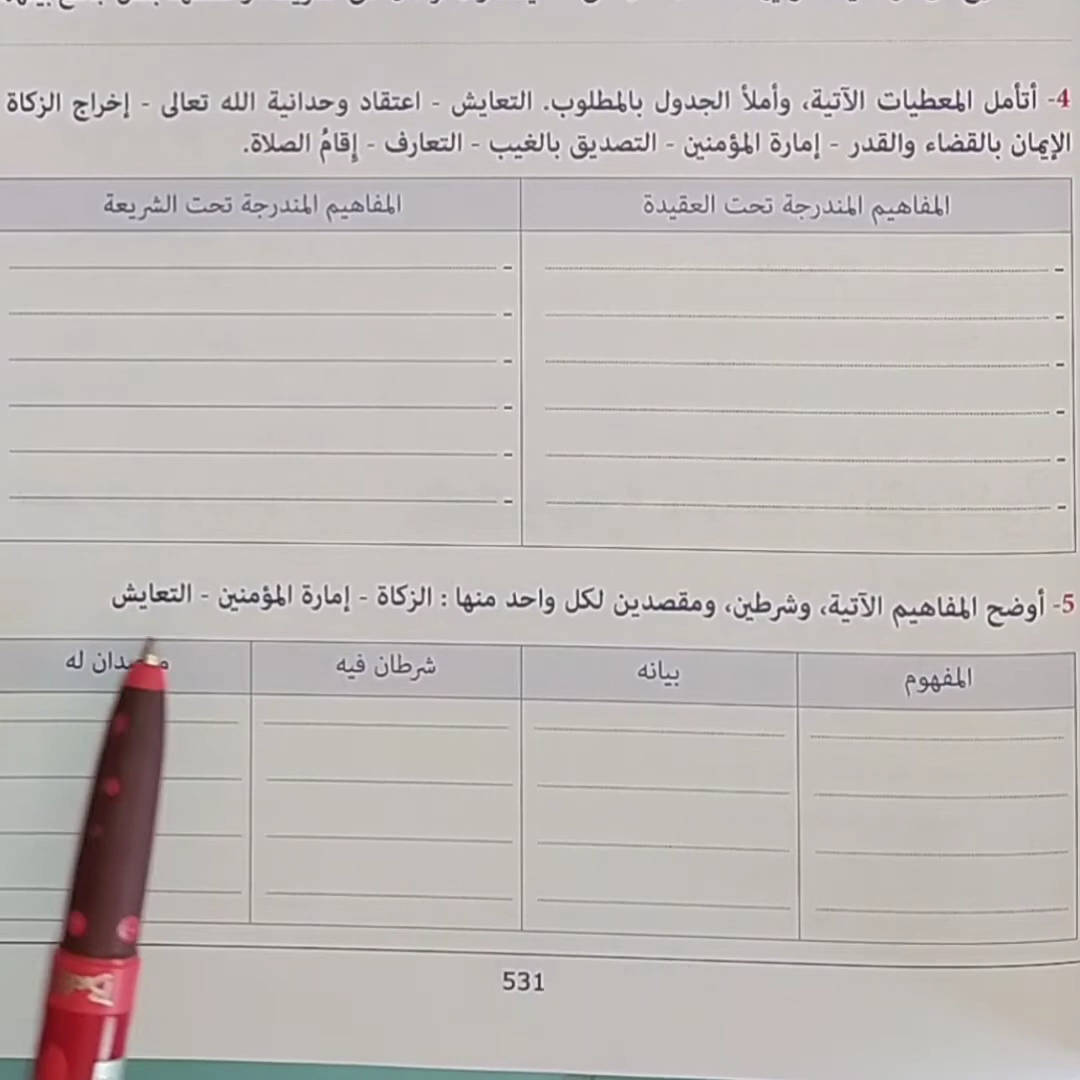 4- أتأمل المعطيات الآتية، وأملأ الجدول بالمطلوب. التعايش - اعتقاد وحدانية الله تعالى - إخراج الزكاة
الإيمان بالقضاء والقدر - إمارة المؤمنين - التصديق بالغيب - التعارف - إقامُ الصلاة.
المفاهيم المندرجة تحت العقيدة
المفاهيم المندرجة تحت الشريعة
5- أوضح المفاهيم الآتية، وشرطين، ومقصدين لكل واحد منها : الزكاة - إمارة المؤمنين - التعايش
المفهوم
بيانه
شرطان فيه
له
531